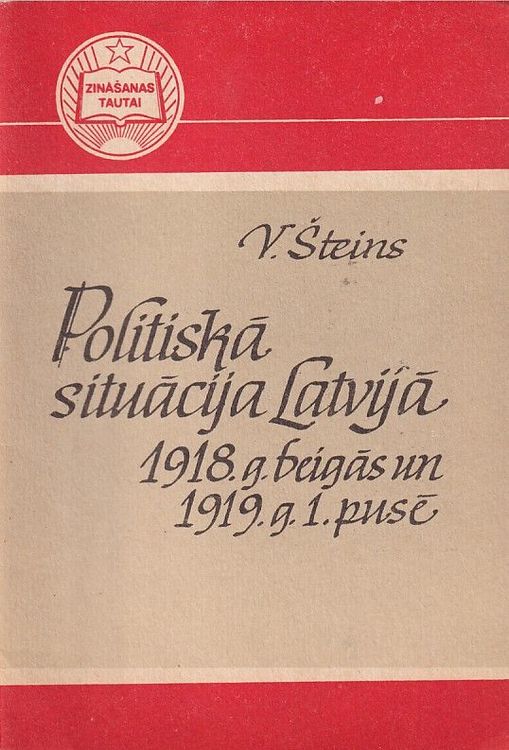 ZINĀŠANAS
TAUTAI
V. Šteins
Politiskā
situācija Latvijā
1918. g. beigās un
1919. g. 1. pusē